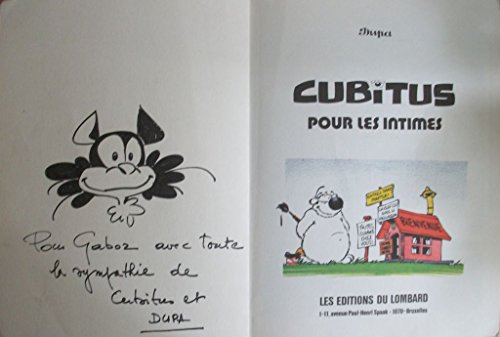 Pour Gaboz avec toute
la sympathie de
Cubitus et
DUPA
Dupa
CUBITUS
POUR LES INTIMES
BIENVENUE
LES EDITIONS DU LOMBARD
1-11, avenue Paul-Henri Spaak - 1070 - Bruxelles